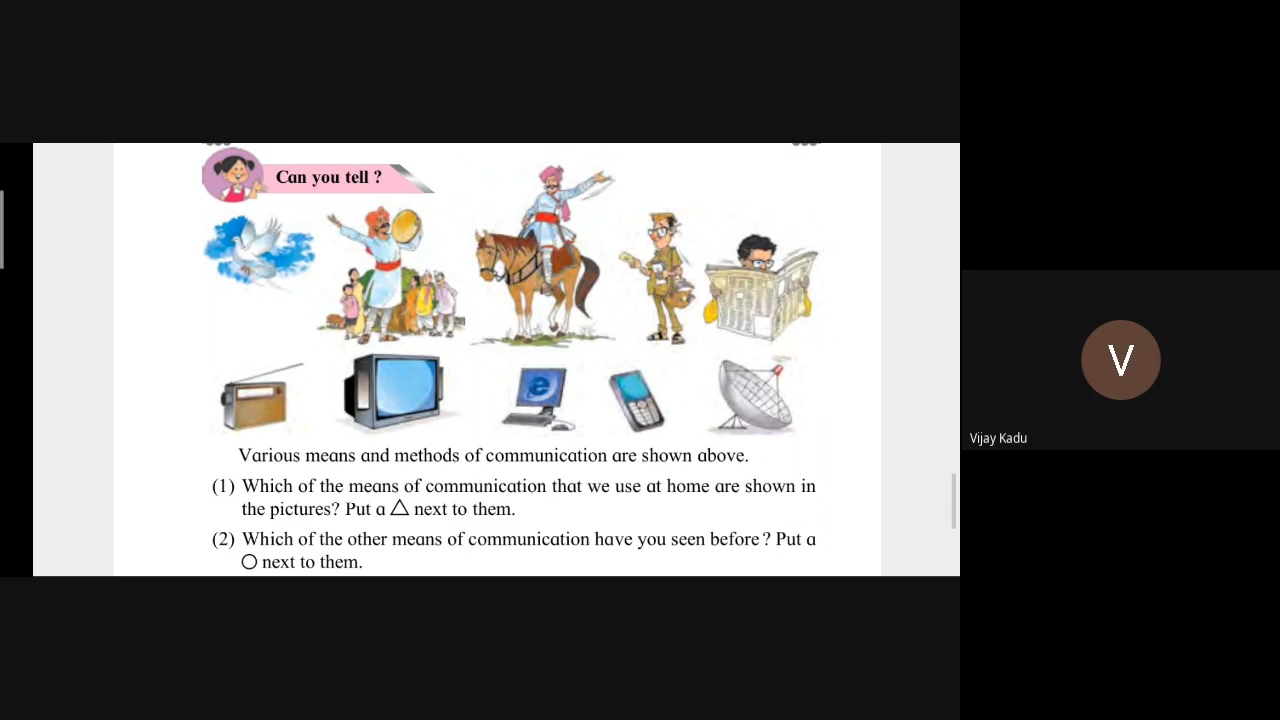 Can you tell ?
Various means and methods of communication are shown above.
(1) Which of the means of communication that we use at home are shown in
the pictures? Put a △ next to them.
(2) Which of the other means of communication have you seen before ? Put a
○ next to them.
V
Vijay Kadu